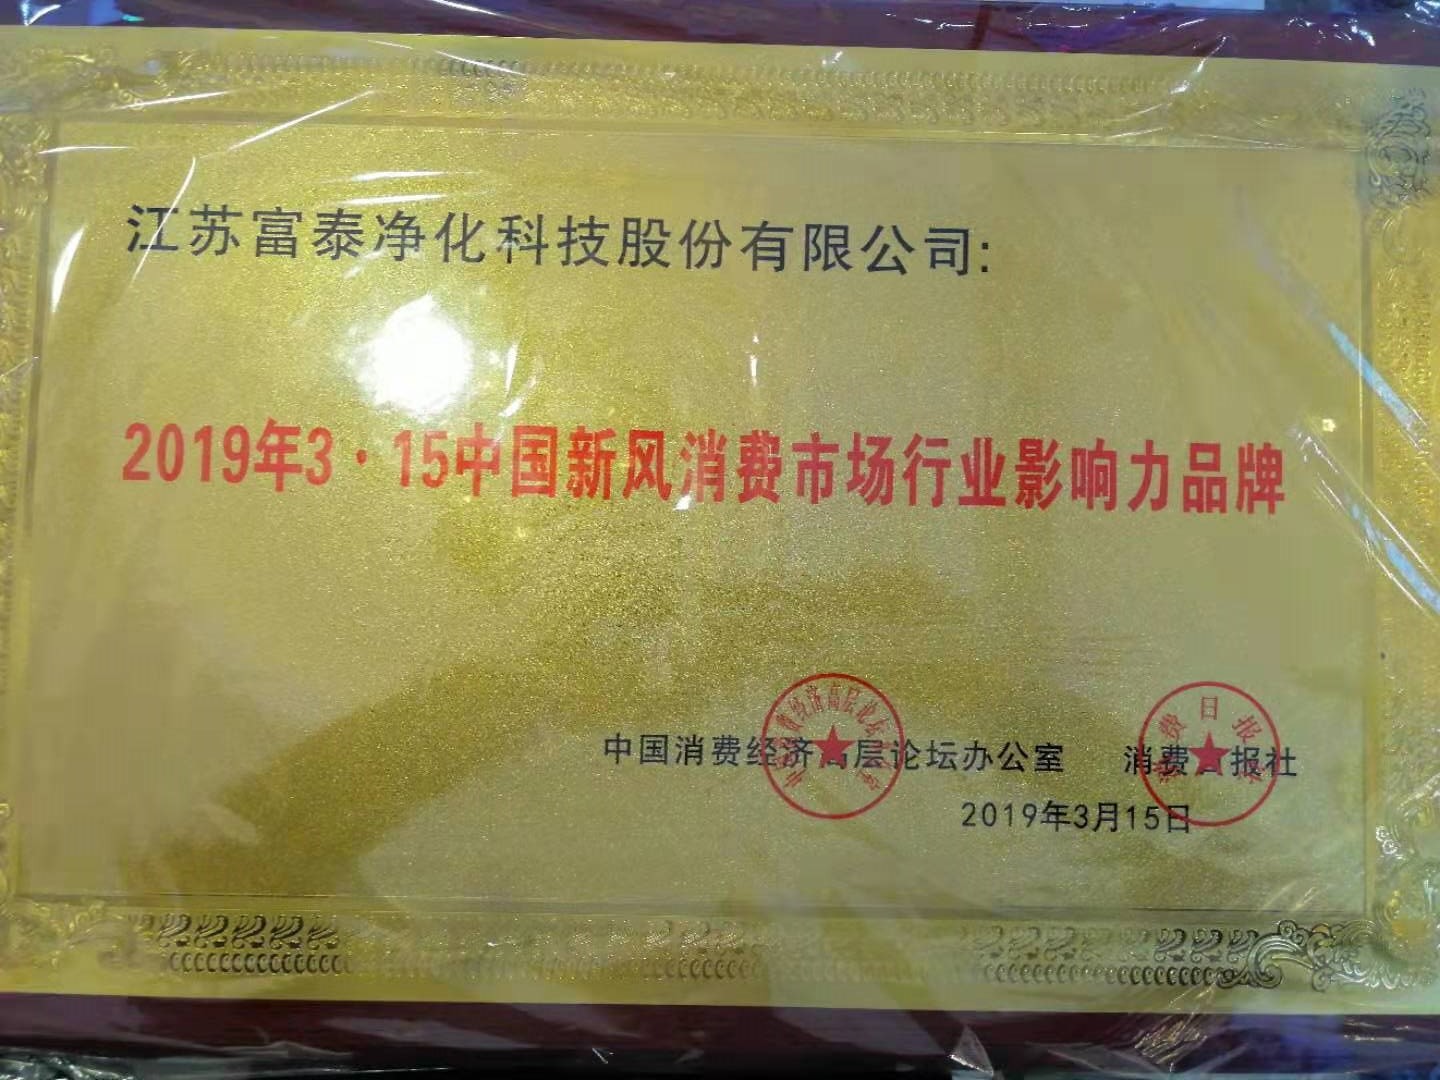 江苏富泰净化科技股份有限公司:
2019年3·15中国新风消费市场行业影响力品牌
中国消费经济高层论坛办公室 消费日报社
2019年3月15日